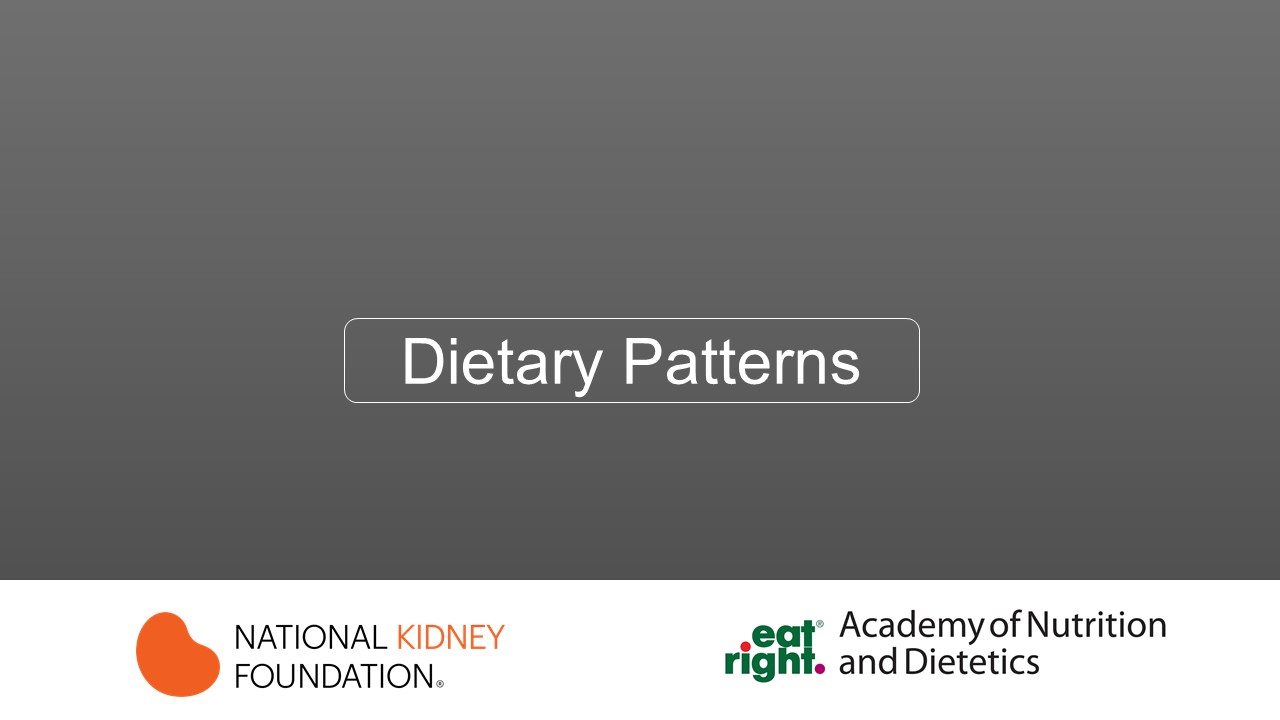 Dietary Patterns
NATIONAL KIDNEY
FOUNDATION®
eat®
right.
Academy of Nutrition
and Dietetics